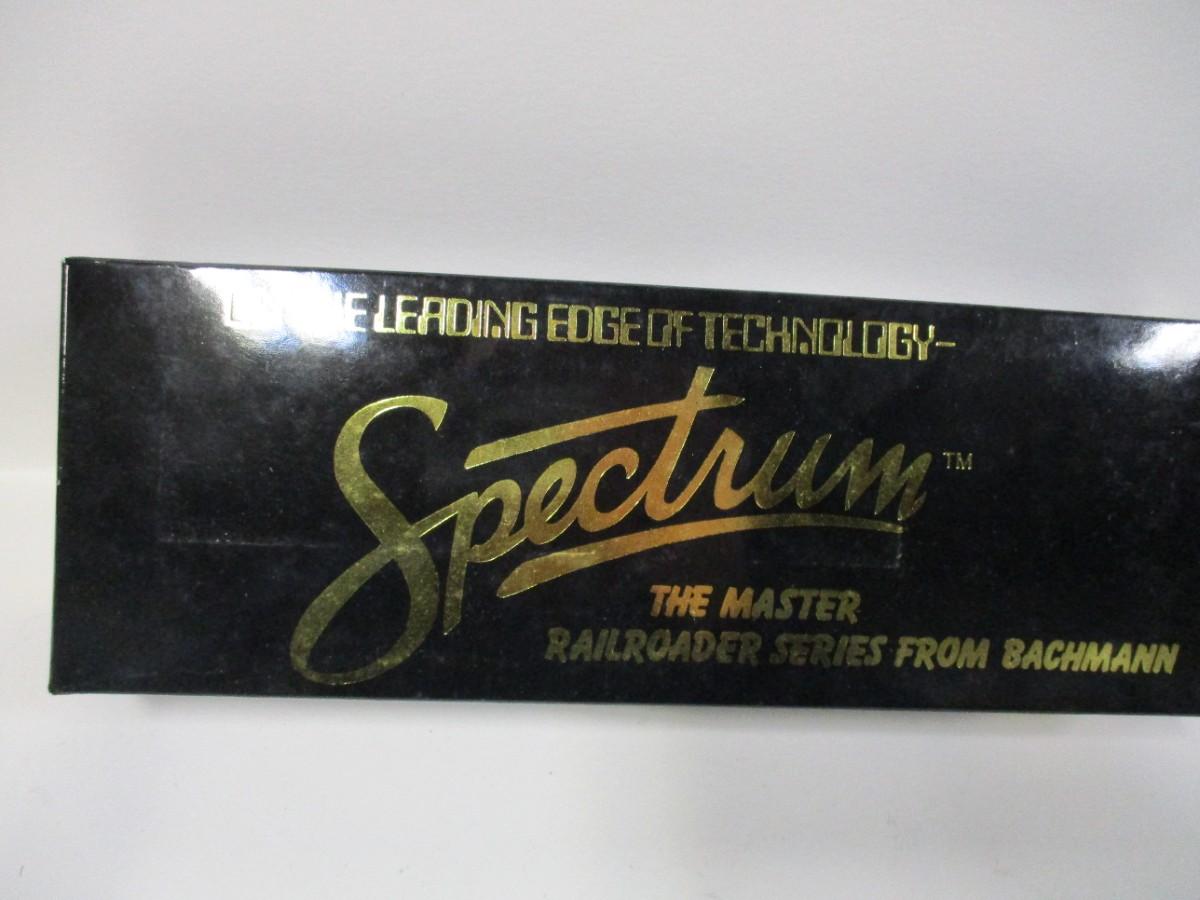 LEADING EDGE OF TECHNOLOGY–
Spectrum™
THE MASTER
RAILROADER SERIES FROM BACHMANN